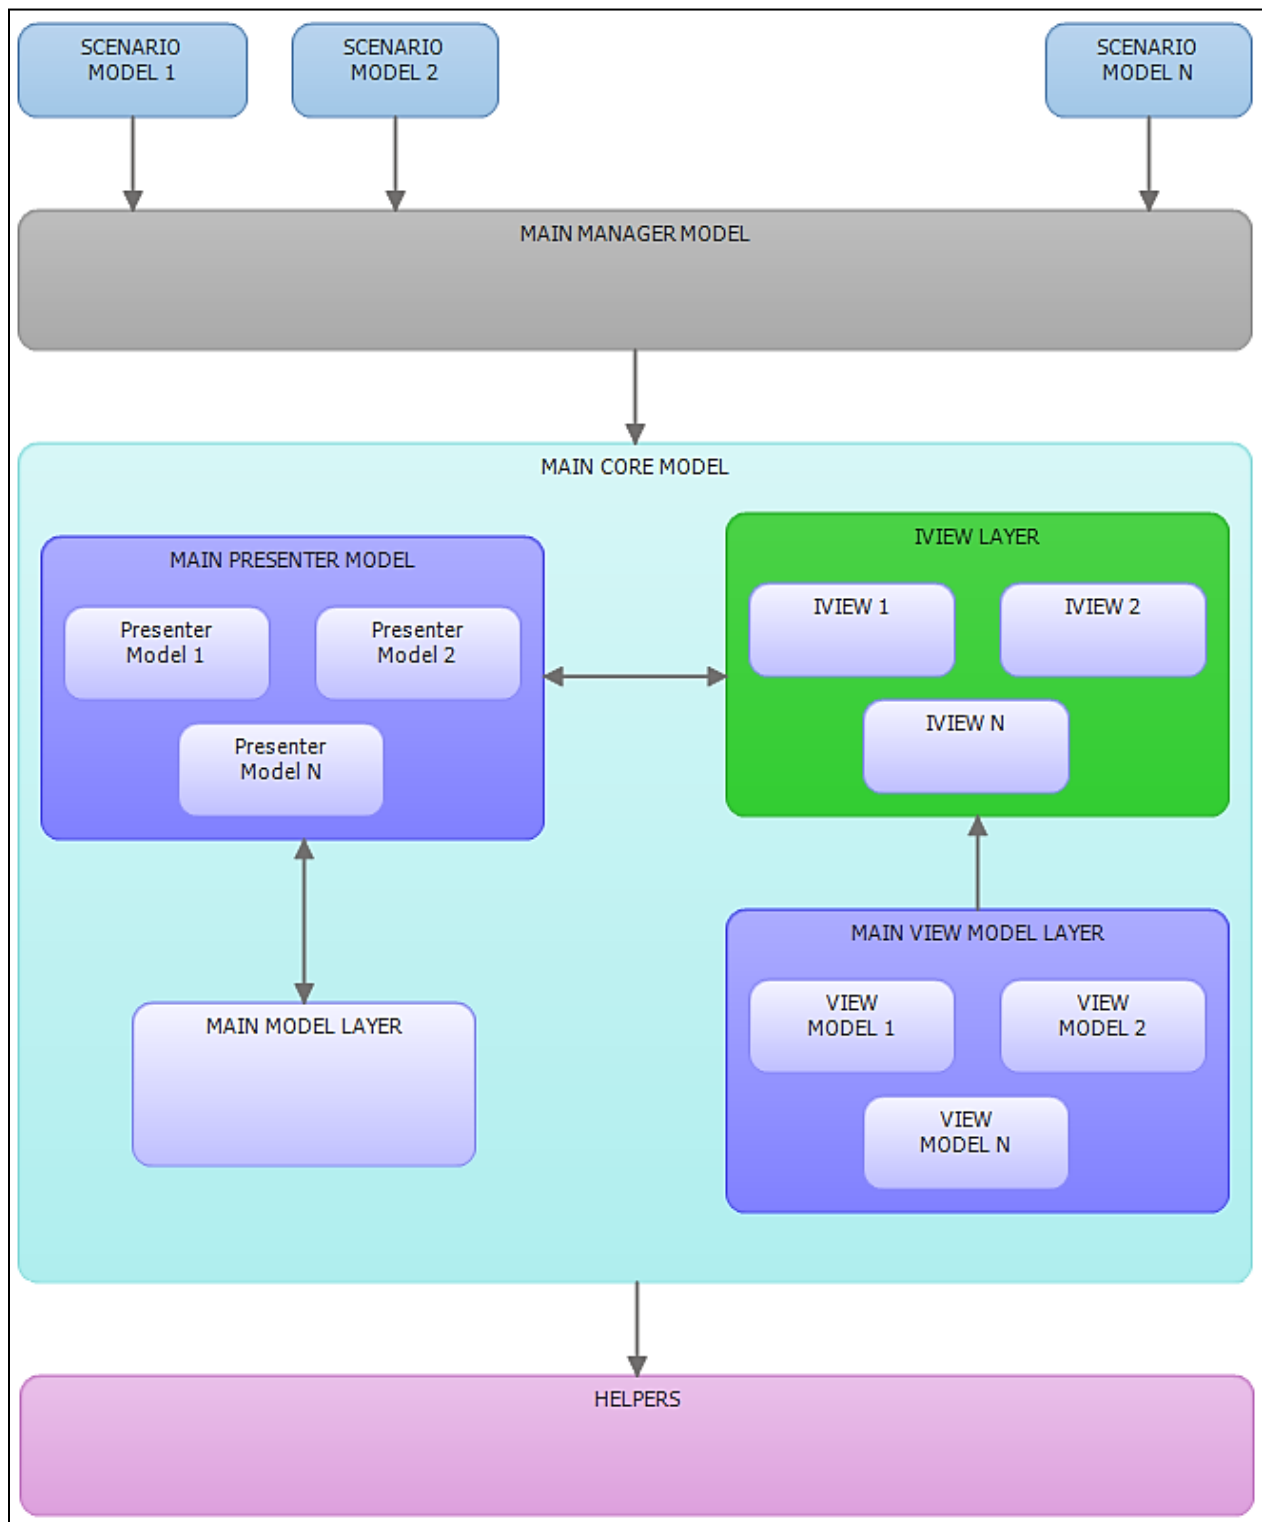 SCENARIO
MODEL 1
SCENARIO
MODEL 2
SCENARIO
MODEL N
MAIN MANAGER MODEL
MAIN CORE MODEL
MAIN PRESENTER MODEL
Presenter
Model 1
Presenter
Model 2
Presenter
Model N
IVIEW LAYER
IVIEW 1
IVIEW 2
IVIEW N
MAIN MODEL LAYER
MAIN VIEW MODEL LAYER
VIEW
MODEL 1
VIEW
MODEL 2
VIEW
MODEL N
HELPERS